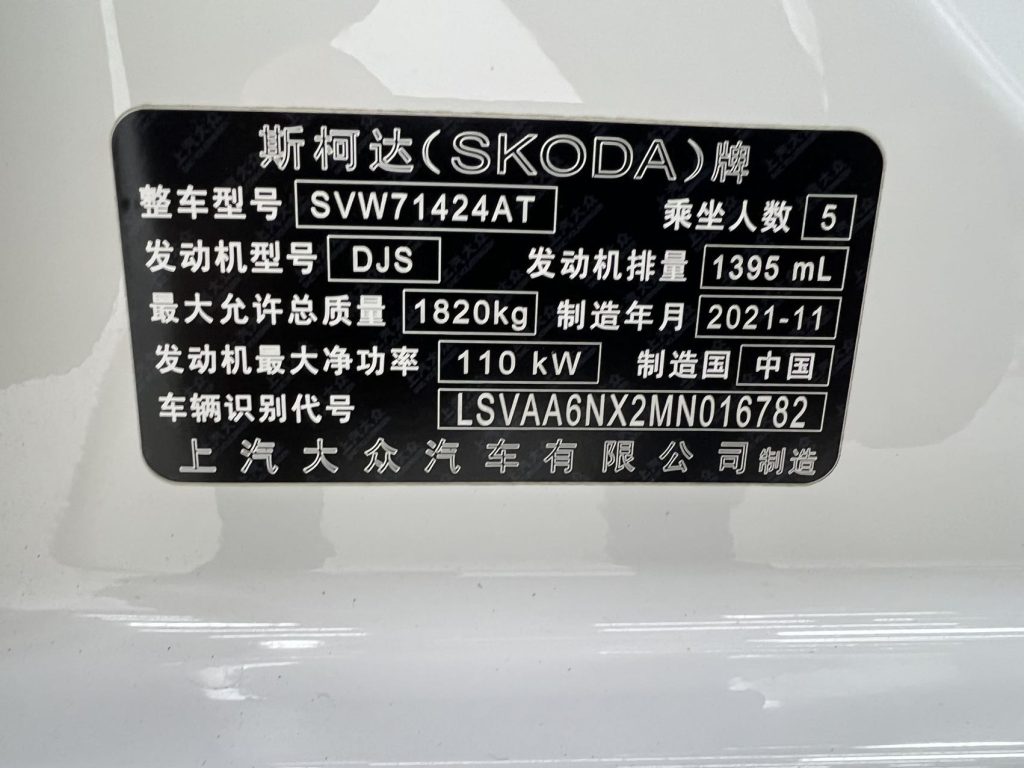 斯柯达(SKODA)牌
整车型号 SVW71424AT 乘坐人数 5
发动机型号 DJS 发动机排量 1395 mL
最大允许总质量 1820kg 制造年月 2021-11
发动机最大净功率 110 kW 制造国 中国
车辆识别代号 LSVAA6NX2MN016782
上汽大众汽车有限公司制造